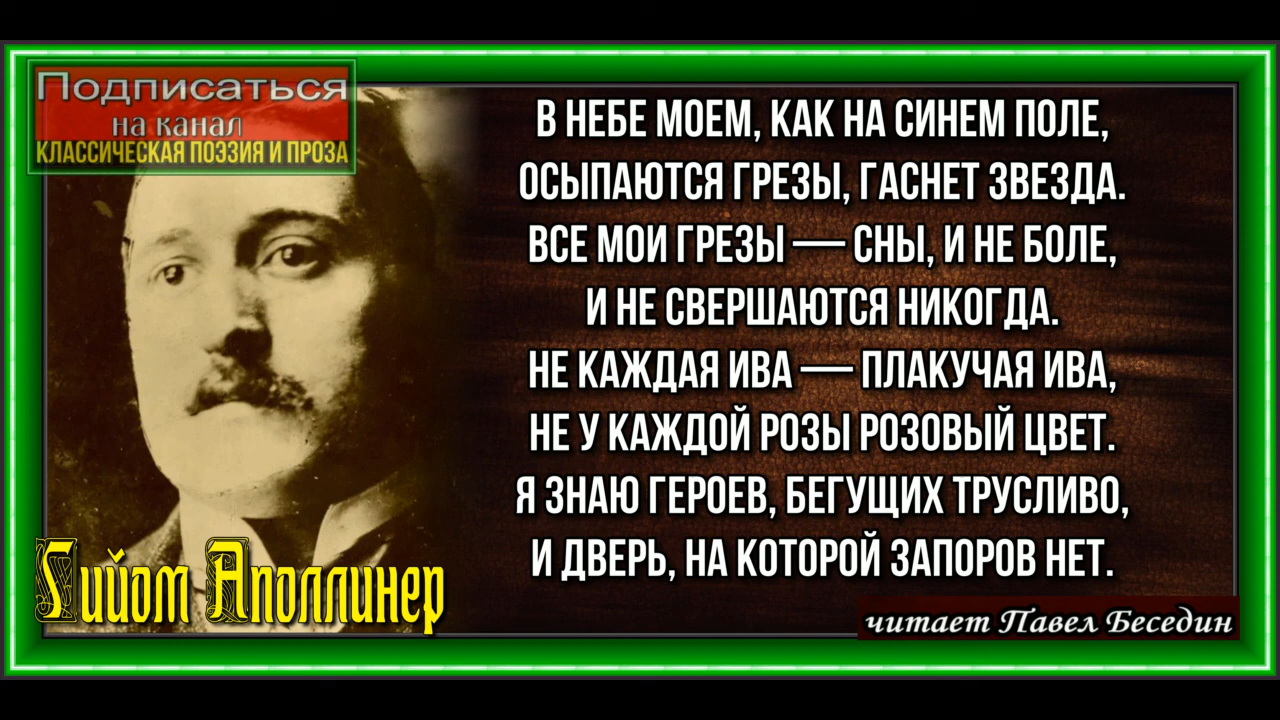 Подписаться
на канал
КЛАССИЧЕСКАЯ ПОЭЗИЯ И ПРОЗА
В НЕБЕ МОЕМ, КАК НА СИНЕМ ПОЛЕ,
ОСЫПАЮТСЯ ГРЕЗЫ, ГАСНЕТ ЗВЕЗДА.
ВСЕ МОИ ГРЕЗЫ — СНЫ, И НЕ БОЛЕ,
И НЕ СВЕРШАЮТСЯ НИКОГДА.
НЕ КАЖДАЯ ИВА — ПЛАКУЧАЯ ИВА,
НЕ У КАЖДОЙ РОЗЫ РОЗОВЫЙ ЦВЕТ.
Я ЗНАЮ ГЕРОЕВ, БЕГУЩИХ ТРУСЛИВО,
И ДВЕРЬ, НА КОТОРОЙ ЗАПОРОВ НЕТ.
Гийом Аполлинер
читает Павел Беседин